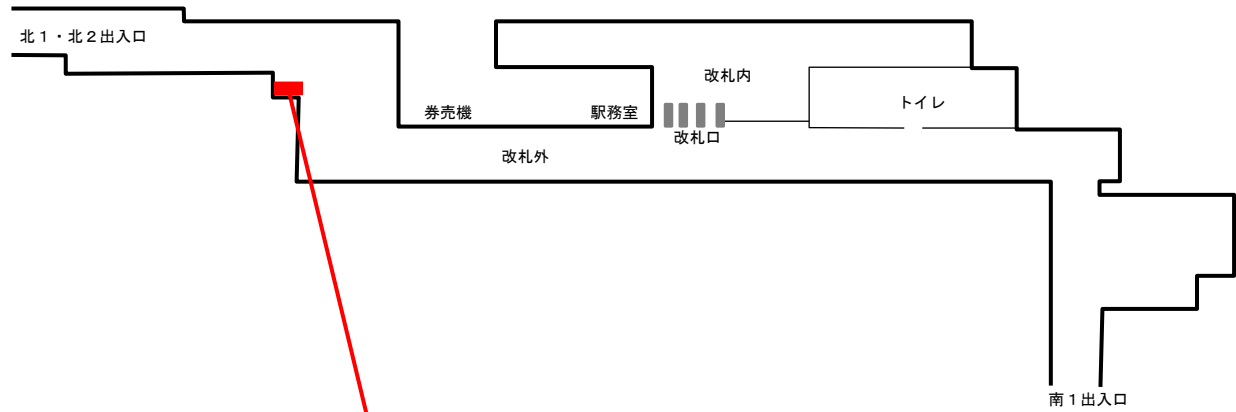 北１・北２出入口
改札内
トイレ
券売機
駅務室
改札口
改札外
南１出入口